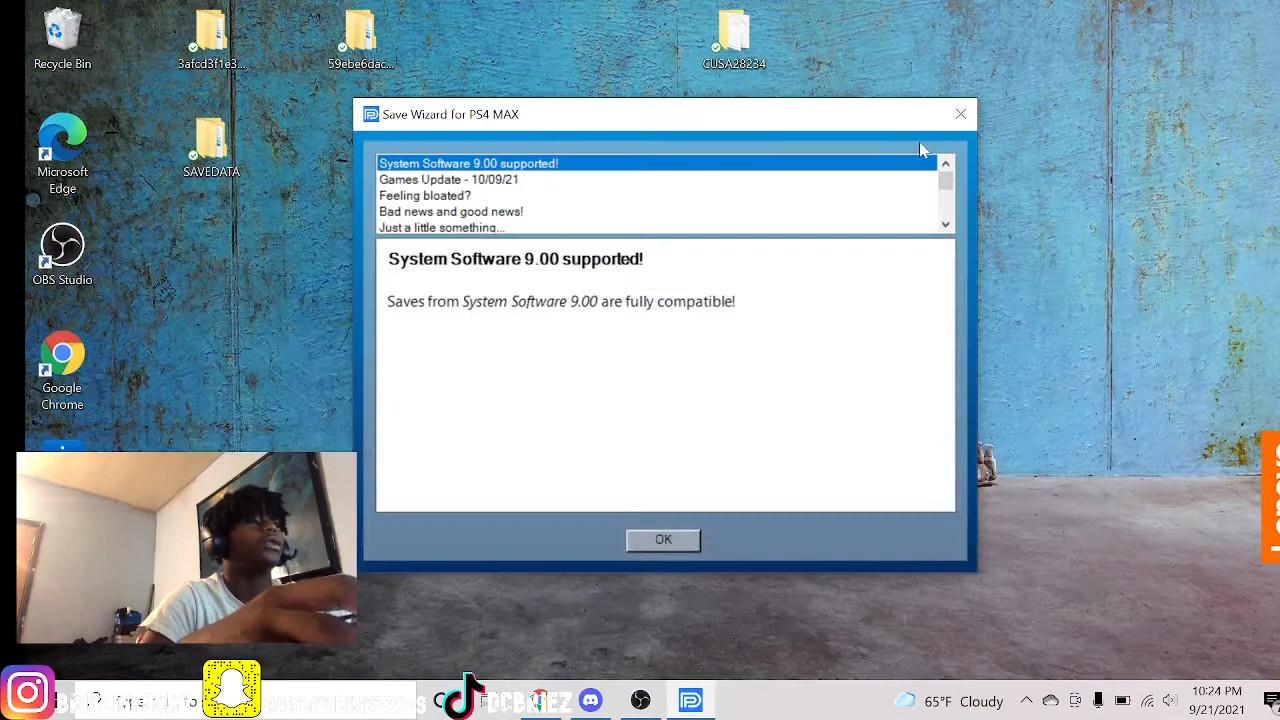 Recycle Bin
3afcd3f1e3...
59ebe6dac...
CUSA28234
Save Wizard for PS4 MAX
System Software 9.00 supported!
Games Update - 10/09/21
Feeling bloated?
Bad news and good news!
Just a little something...
Microsoft
Edge
SAVEDATA
System Software 9.00 supported!
Saves from System Software 9.00 are fully compatible!
OBS Studio
Google
Chrome
OK
DCBRIEZ
65°F Cloudy
10:24 PM
9/21/2021